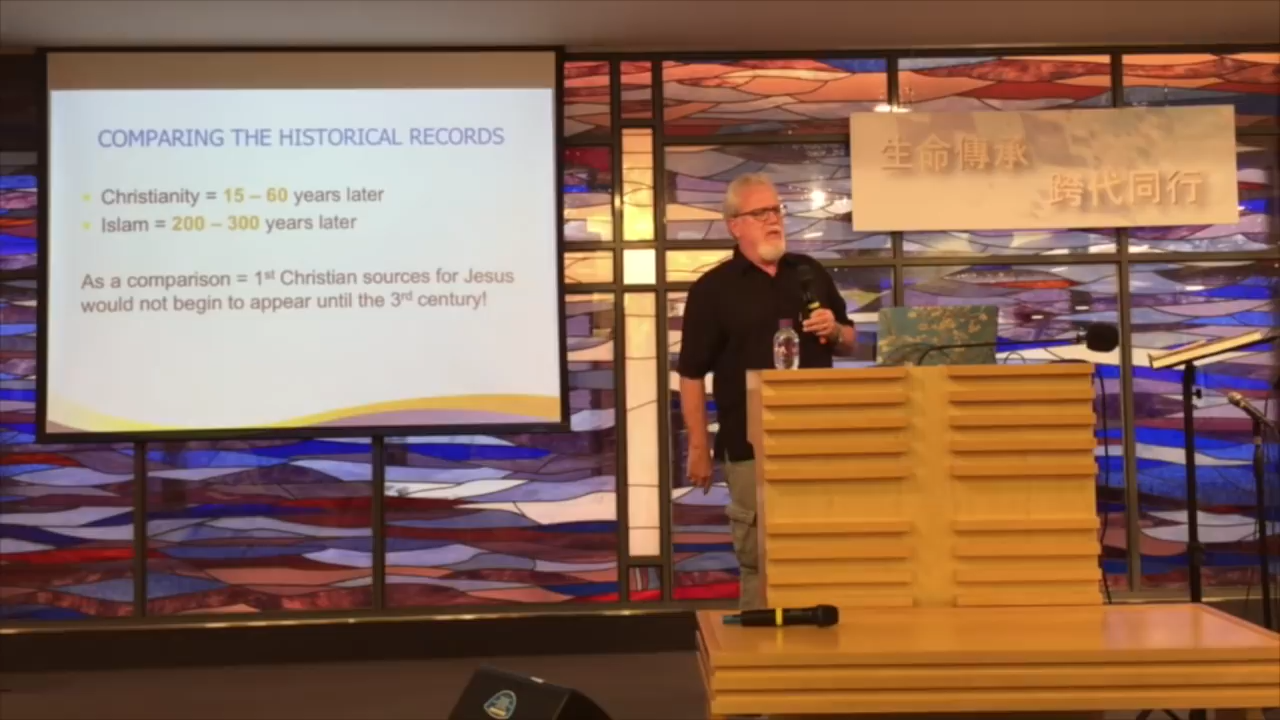 COMPARING THE HISTORICAL RECORDS
Christianity = 15 – 60 years later
Islam = 200 – 300 years later
As a comparison = 1st Christian sources for Jesus
would not begin to appear until the 3rd century!
生命傳承
跨代同行